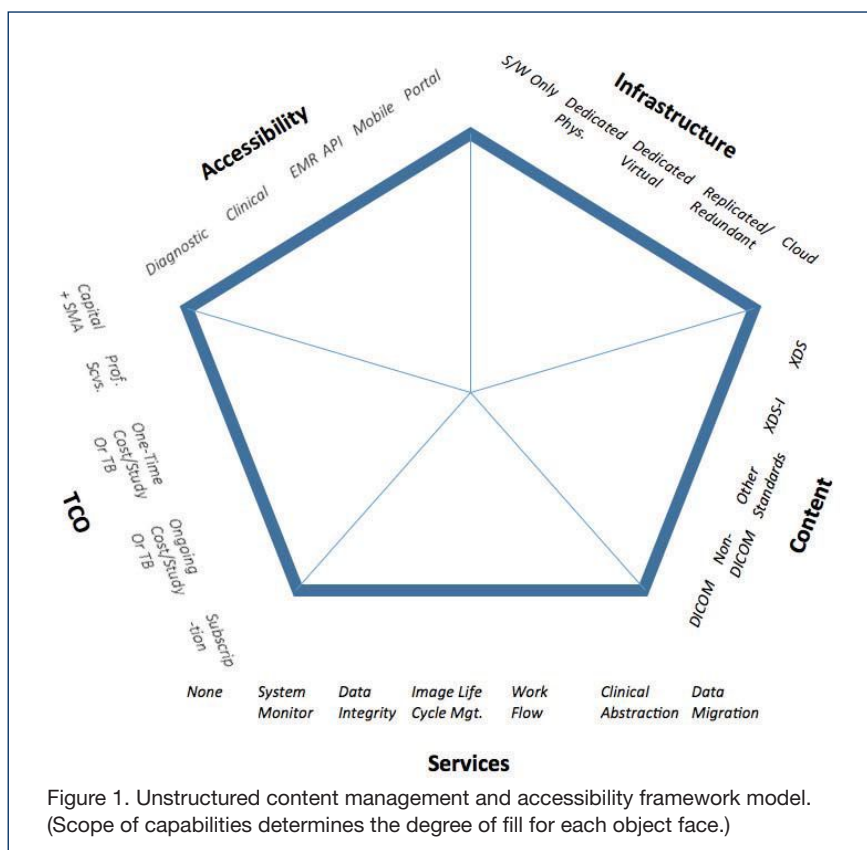 Accessibility
Diagnostic
Clinical
EMR API
Mobile
Portal
Infrastructure
S/W Only
Dedicated
Phys.
Dedicated
Virtual
Replicated/
Redundant
Cloud
Content
XDS
XDS-I
Other
Standards
Non-
DICOM
DICOM
TCO
Capital
+ SMA
Prof.
Scvs.
One-Time
Cost/Study
Or TB
Ongoing
Cost/Study
Or TB
Subscrip
-tion
None
System
Monitor
Data
Integrity
Image Life
Cycle Mgt.
Work
Flow
Clinical
Abstraction
Data
Migration
Services
Figure 1. Unstructured content management and accessibility framework model.
(Scope of capabilities determines the degree of fill for each object face.)